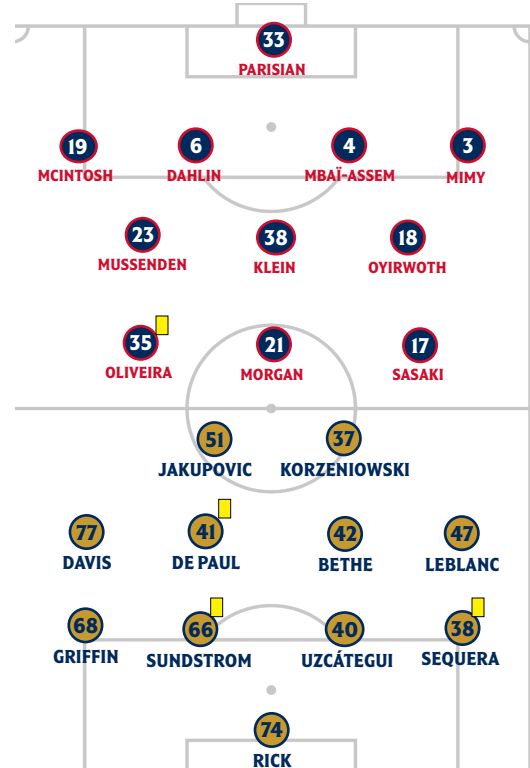 33
PARISIAN
19 6 4 3
MCINTOSH DAHLIN MBAÏ-ASSEM MIMY
23 38 18
MUSSENDEN KLEIN OYIRWOTH
35 21 17
OLIVEIRA MORGAN SASAKI
51 37
JAKUPOVIC KORZENIOWSKI
77 41 42 47
DAVIS DE PAUL BETHE LEBLANC
68 66 40 38
GRIFFIN SUNDSTROM UZCÁTEGUI SEQUERA
74
RICK